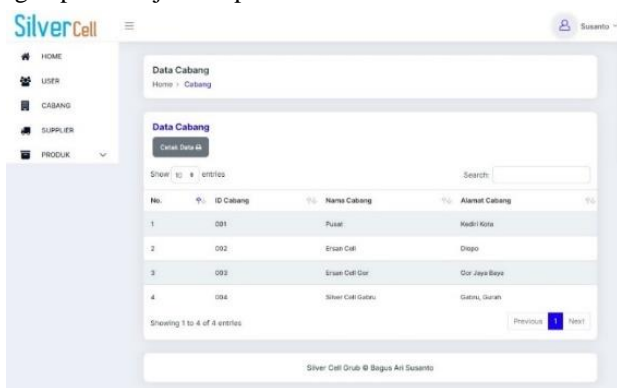 SilverCell
Susanto
HOME
USER
CABANG
SUPPLIER
PRODUK
Data Cabang
Home > Cabang
Data Cabang
Cetak Data
Show 10 entries
Search:
No. ID Cabang Nama Cabang Alamat Cabang
1 001 Pusat Kediri Kota
2 002 Ersan Cell
3 003 Ersan Cell Gor Gor Jaya Baya
4 004 Silver Cell Gabru Gabru, Gurah
Showing 1 to 4 of 4 entries
Previous 1 Next
Silver Cell Grub © Bagus Ari Susanto